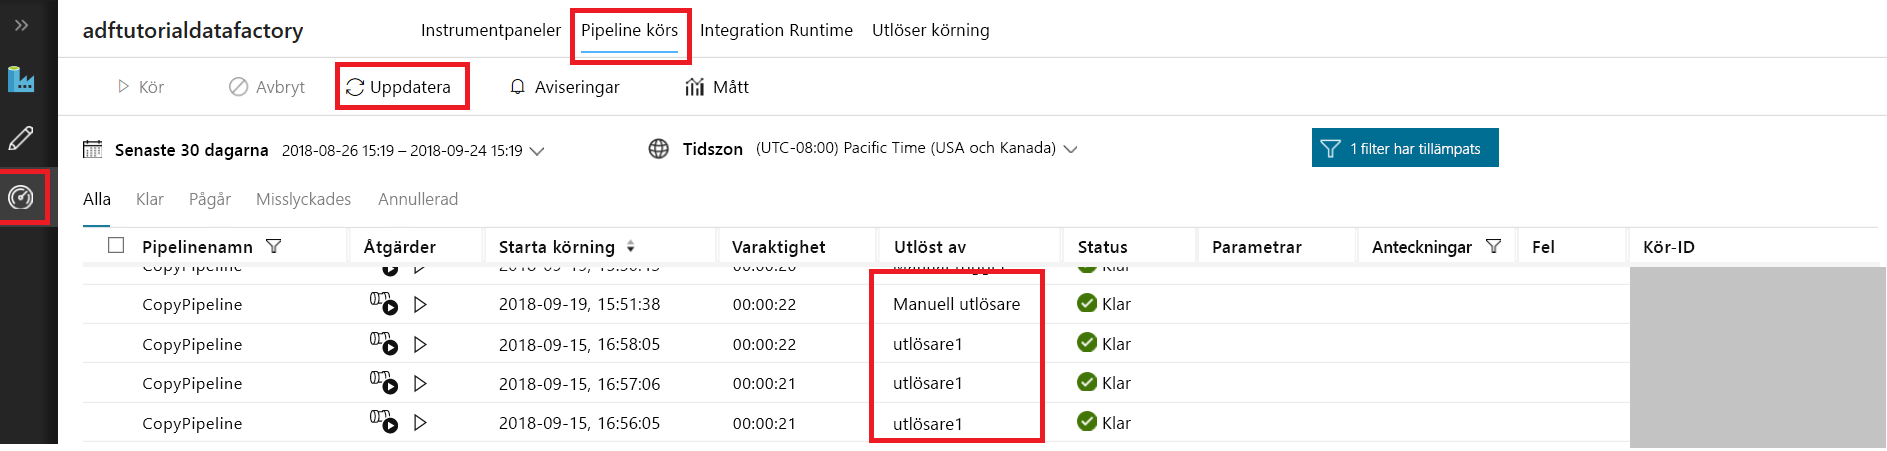 adftutorialdatafactory Instrumentpaneler Pipeline körs Integration Runtime Utlöser körning
Kör Avbryt Uppdatera Aviseringar Mått
Senaste 30 dagarna 2018-08-26 15:19 – 2018-09-24 15:19 Tidszon (UTC-08:00) Pacific Time (USA och Kanada) 1 filter har tillämpats
Alla Klar Pågår Misslyckades Annullerad
Pipelinenamn Åtgärder Starta körning Varaktighet Utlöst av Status Parametrar Anteckningar Fel Kör-ID
CopyPipeline Klar
CopyPipeline 2018-09-19, 15:51:38 00:00:22 Manuell utlösare Klar
CopyPipeline 2018-09-15, 16:58:05 00:00:22 utlösare1 Klar
CopyPipeline 2018-09-15, 16:57:06 00:00:21 utlösare1 Klar
CopyPipeline 2018-09-15, 16:56:05 00:00:21 utlösare1 Klar